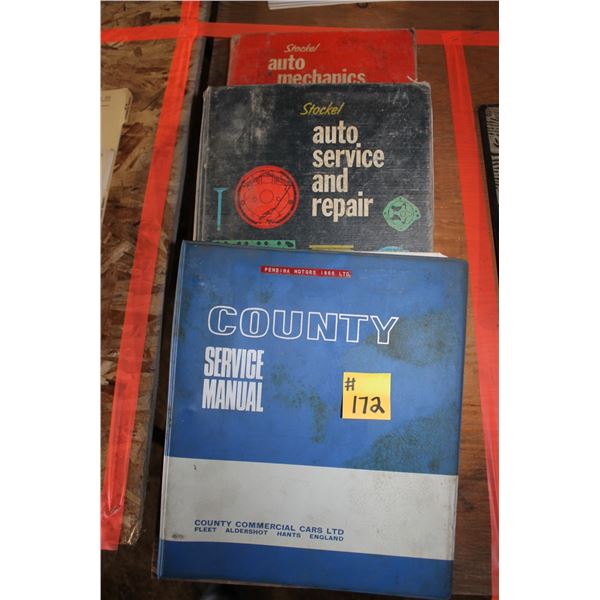 Stockel
auto
mechanics
Stockel
auto
service
and
repair
PEMBINA MOTORS 1966 LTD.
COUNTY
SERVICE
MANUAL
#
172
COUNTY COMMERCIAL CARS LTD
FLEET ALDERSHOT HANTS ENGLAND